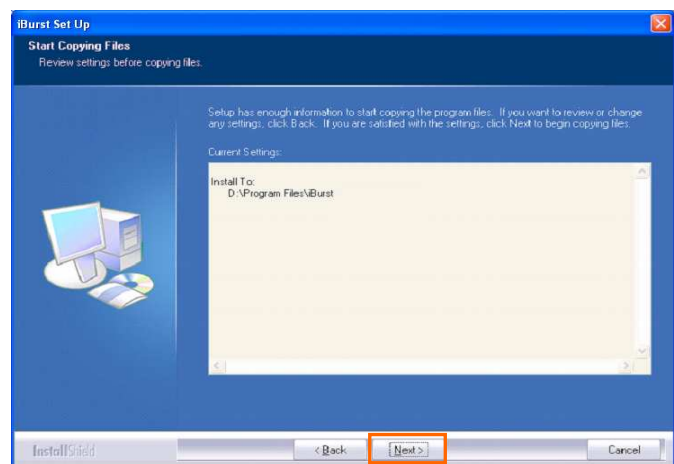 iBurst Set Up
Start Copying Files
Review settings before copying files.
Setup has enough information to start copying the program files. If you want to review or change
any settings, click Back. If you are satisfied with the settings, click Next to begin copying files.
Current Settings:
Install To:
D:\Program Files\iBurst
InstallShield
< Back
Next >
Cancel